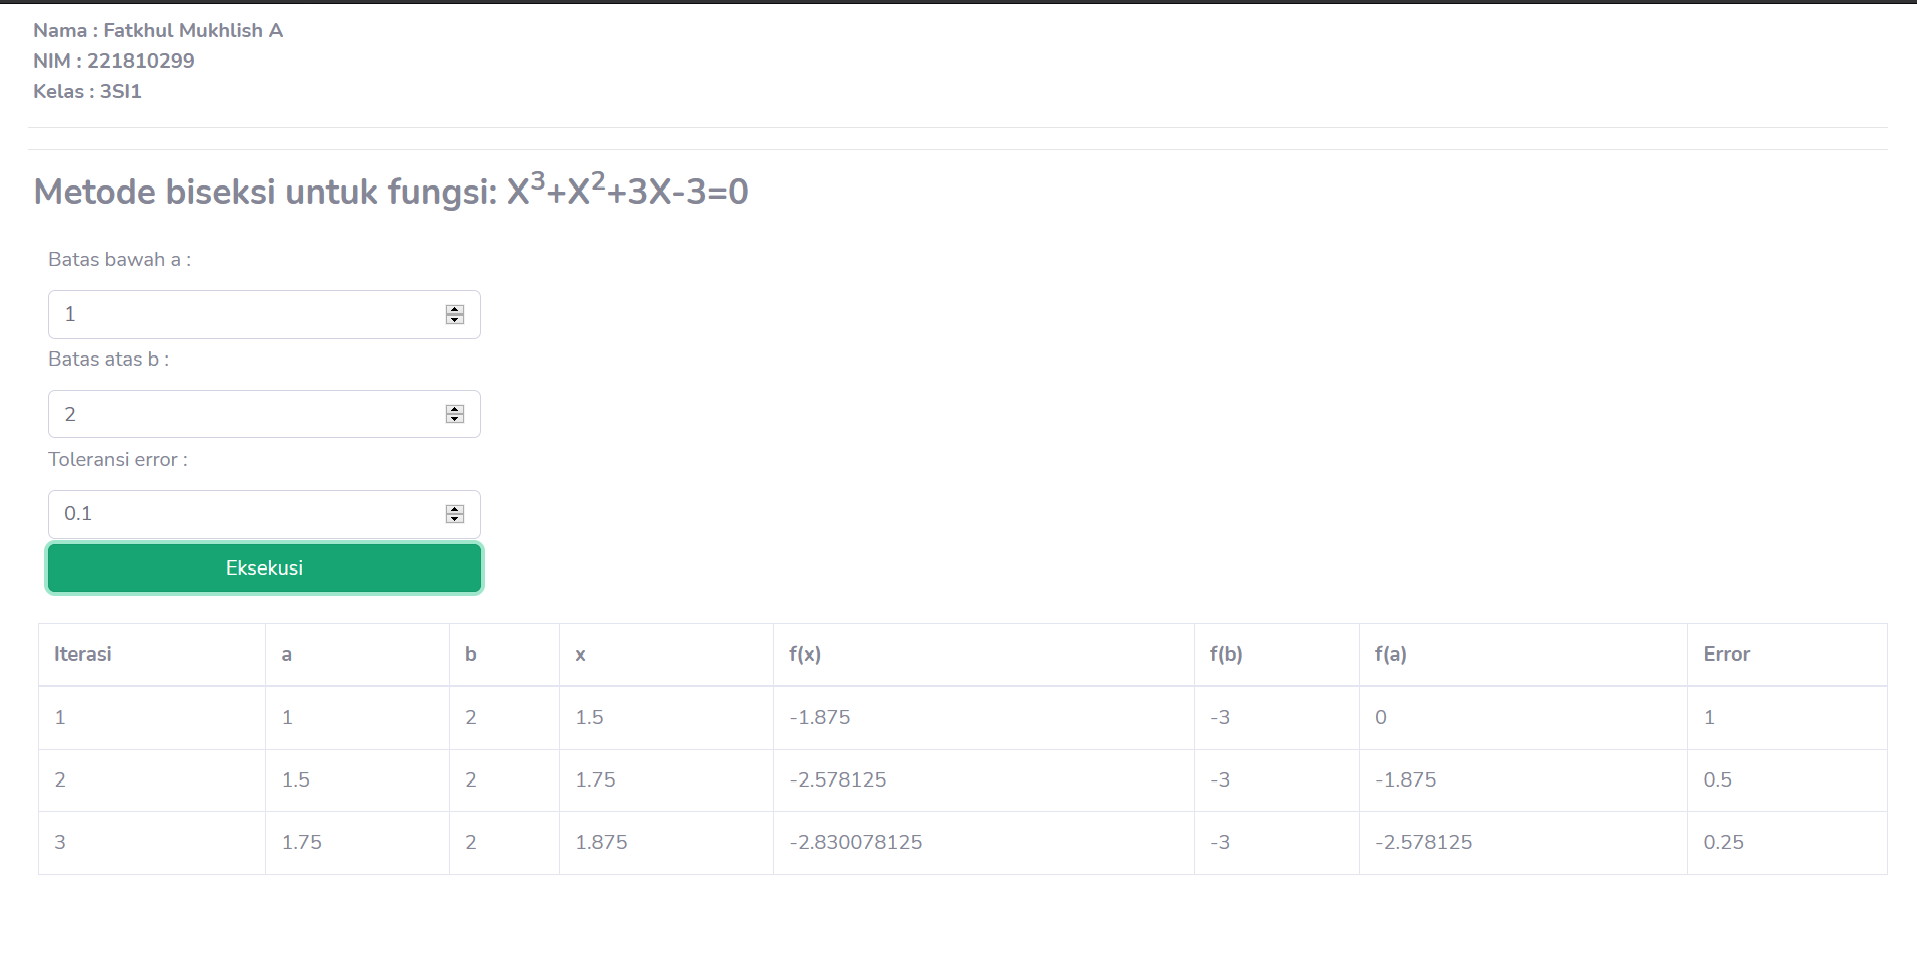 Nama : Fatkhul Mukhlish A
NIM : 221810299
Kelas : 3SI1
Metode biseksi untuk fungsi: X³+X²+3X-3=0
Batas bawah a :
1
Batas atas b :
2
Toleransi error :
0.1
Eksekusi
Iterasi a b x f(x) f(b) f(a) Error
1 1 2 1.5 -1.875 -3 0 1
2 1.5 2 1.75 -2.578125 -3 -1.875 0.5
3 1.75 2 1.875 -2.830078125 -3 -2.578125 0.25